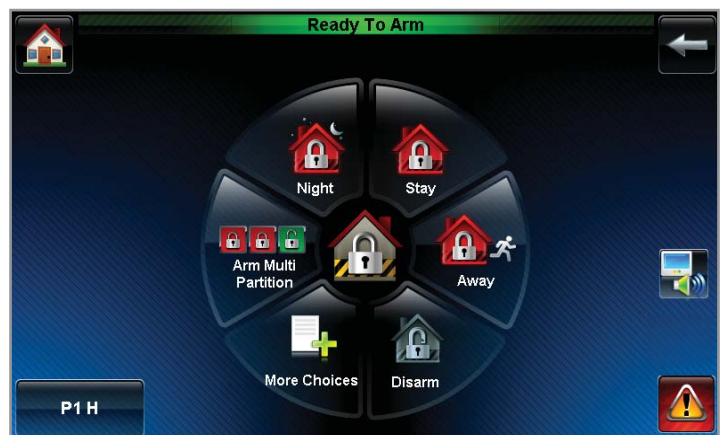 Ready To Arm
Night
Stay
Arm Multi
Partition
Away
More Choices
Disarm
P1 H